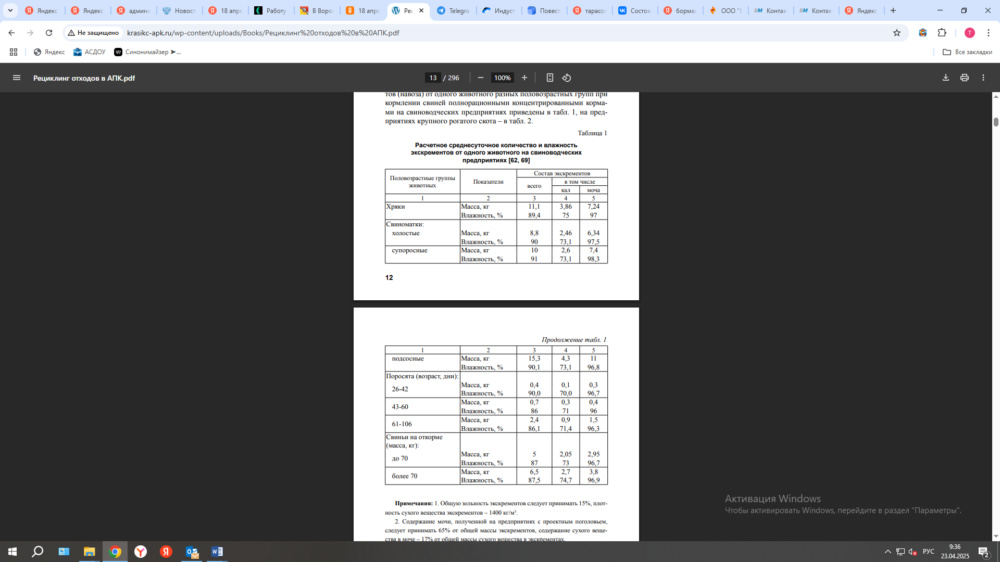 Яндекс
Яндекс
админи
Новост
18 апре
Работу
В Воро
18 апре
Рец
Telegra
Индуст
Повест
тарасо
Состоя
бормаш
ООО "Е
Контак
Контак
Яндекс
Не защищено
krasikc-apk.ru/wp-content/uploads/Books/Рециклинг%20отходов%20в%20АПК.pdf
Т
Яндекс
АСДОУ
Синонимайзер ➤...
Все закладки
Рециклинг отходов в АПК.pdf
13 / 296
100%
тов (навоза) от одного животного разных половозрастных групп при
кормлении свиней полнорационными концентрированными корма-
ми на свиноводческих предприятиях приведены в табл. 1, на пред-
приятиях крупного рогатого скота – в табл. 2.
Таблица 1
Расчетное среднесуточное количество и влажность
экскрементов от одного животного на свиноводческих
предприятиях [62, 69]
Половозрастные группы животных Показатели Состав экскрементов
всего в том числе
кал моча
1 2 3 4 5
Хряки Масса, кг 11,1 3,86 7,24
Влажность, % 89,4 75 97
Свиноматки:
холостые Масса, кг 8,8 2,46 6,34
Влажность, % 90 73,1 97,5
супоросные Масса, кг 10 2,6 7,4
Влажность, % 91 73,1 98,3
12
Продолжение табл. 1
1 2 3 4 5
подсосные Масса, кг 15,3 4,3 11
Влажность, % 90,1 73,1 96,8
Поросята (возраст, дни):
26-42 Масса, кг 0,4 0,1 0,3
Влажность, % 90,0 70,0 96,7
43-60 Масса, кг 0,7 0,3 0,4
Влажность, % 86 71 96
61-106 Масса, кг 2,4 0,9 1,5
Влажность, % 86,1 71,4 96,3
Свиньи на откорме
(масса, кг):
до 70 Масса, кг 5 2,05 2,95
Влажность, % 87 73 96,7
более 70 Масса, кг 6,5 2,7 3,8
Влажность, % 87,5 74,7 96,9
Примечания: 1. Общую зольность экскрементов следует принимать 15%, плот-
ность сухого вещества экскрементов – 1400 кг/м³.
2. Содержание мочи, полученной на предприятиях с проектным поголовьем,
следует принимать 65% от общей массы экскрементов, содержание сухого веще-
ства в моче – 17% от общей массы сухого вещества в экскрементах.
Активация Windows
Чтобы активировать Windows, перейдите в раздел "Параметры".
РУС
9:36
23.04.2025
2